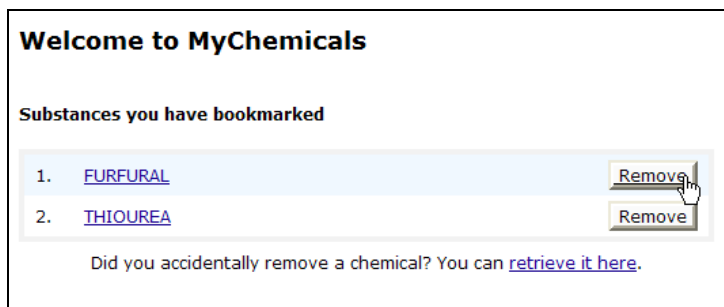 Welcome to MyChemicals
Substances you have bookmarked
1. FURFURAL Remove
2. THIOUREA Remove
Did you accidentally remove a chemical? You can retrieve it here.